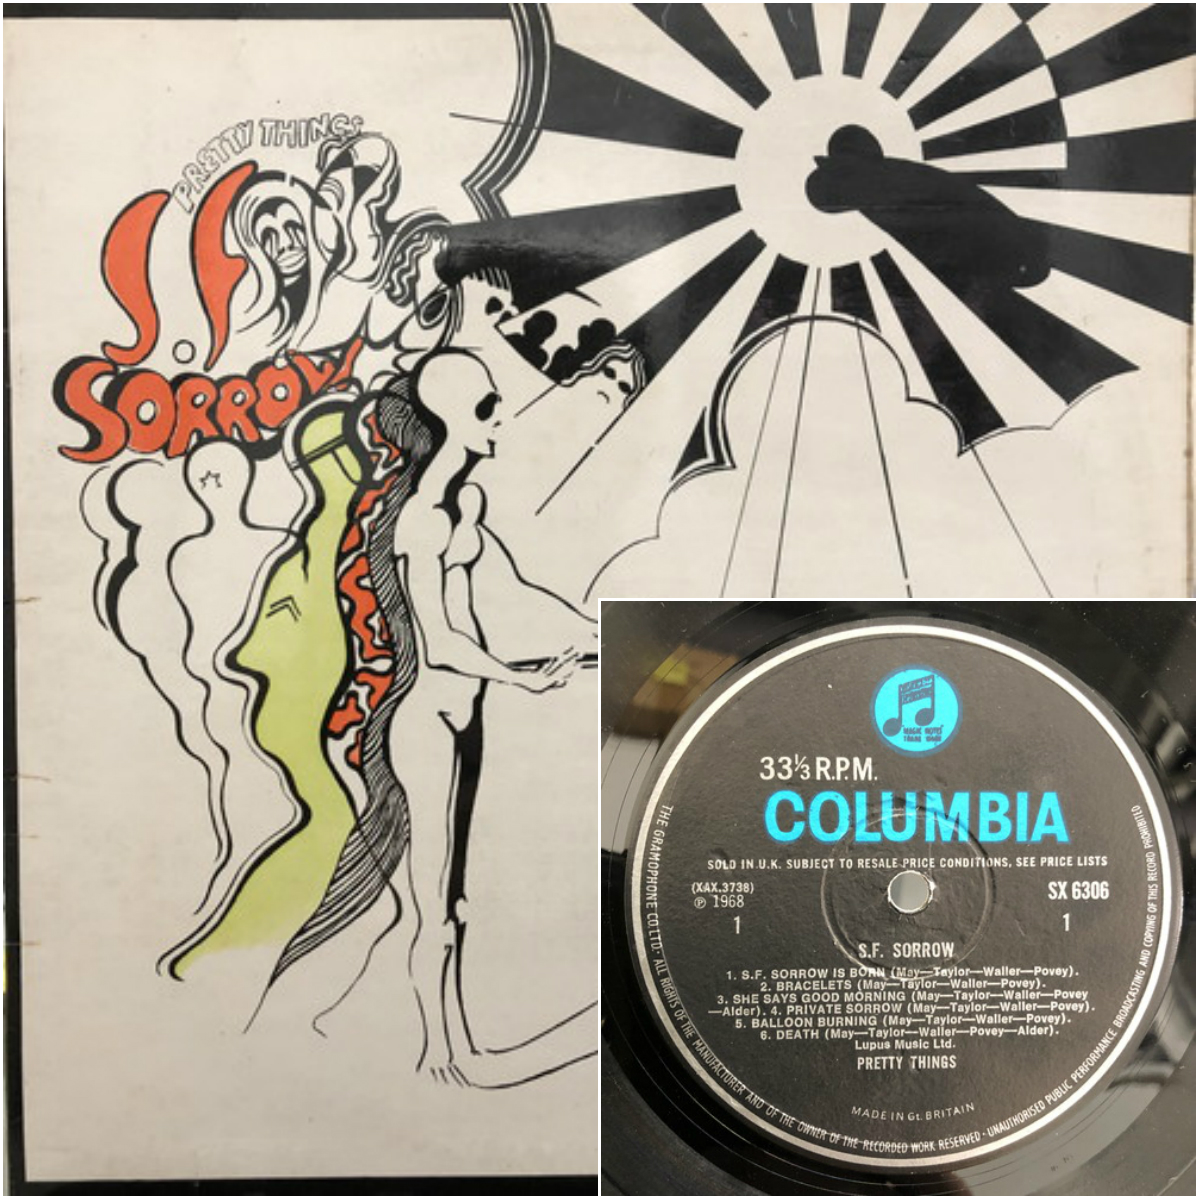 PRETTY THINGS
S.F.
SORROW
MAGIC NOTES
TRADE MARK
33⅓ R.P.M.
COLUMBIA
SOLD IN U.K. SUBJECT TO RESALE PRICE CONDITIONS, SEE PRICE LISTS
(XAX.3738)
SX 6306
℗ 1968
1
1
S.F. SORROW
1. S.F. SORROW IS BORN (May—Taylor—Waller—Povey).
2. BRACELETS (May—Taylor—Waller—Povey).
3. SHE SAYS GOOD MORNING (May—Taylor—Waller—Povey
—Alder). 4. PRIVATE SORROW (May—Taylor—Waller—Povey).
5. BALLOON BURNING (May—Taylor—Waller—Povey).
6. DEATH (May—Taylor—Waller—Povey—Alder).
Lupus Music Ltd.
PRETTY THINGS
MADE IN Gt. BRITAIN
THE GRAMOPHONE CO. LTD. · ALL RIGHTS OF THE MANUFACTURER AND OF THE OWNER OF THE RECORDED WORK RESERVED · UNAUTHORISED PUBLIC PERFORMANCE BROADCASTING AND COPYING OF THIS RECORD PROHIBITED